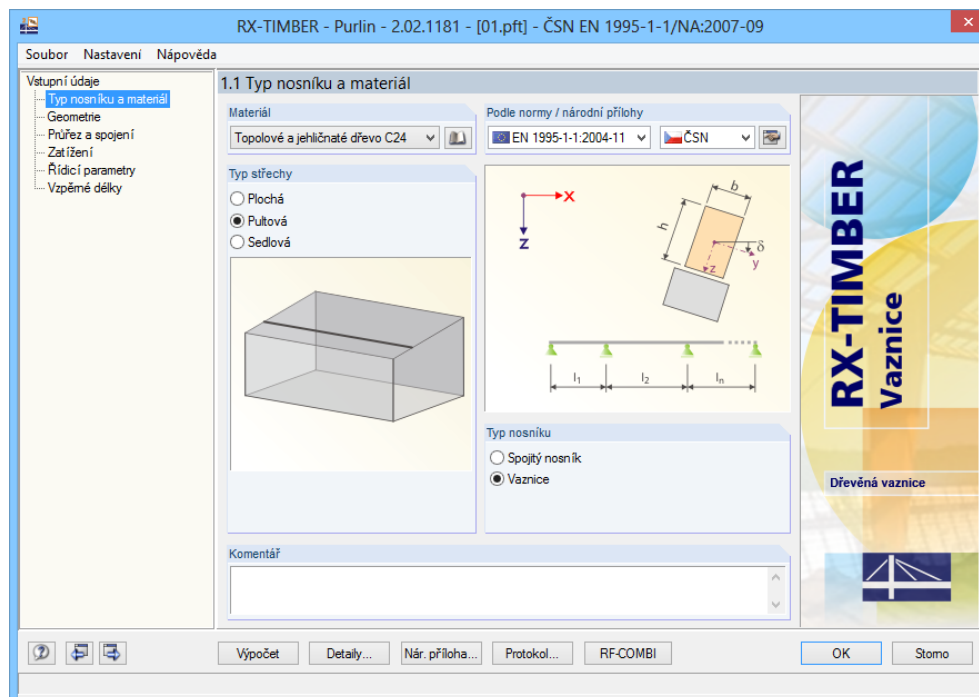 RX-TIMBER - Purlin - 2.02.1181 - [01.pft] - ČSN EN 1995-1-1/NA:2007-09
Soubor Nastavení Nápověda
Vstupní údaje
Typ nosníku a materiál
Geometrie
Průřez a spojení
Zatížení
Řídicí parametry
Vzpěrné délky
1.1 Typ nosníku a materiál
Materiál
Topolové a jehličnaté dřevo C24
Podle normy / národní přílohy
EN 1995-1-1:2004-11
ČSN
Typ střechy
Plochá
Pultová
Sedlová
X
Z
b
h
δ
y
z
l1
l2
ln
Typ nosníku
Spojitý nosník
Vaznice
Komentář
RX-TIMBER
Vaznice
Dřevěná vaznice
Výpočet
Detaily...
Nár. příloha...
Protokol...
RF-COMBI
OK
Storno